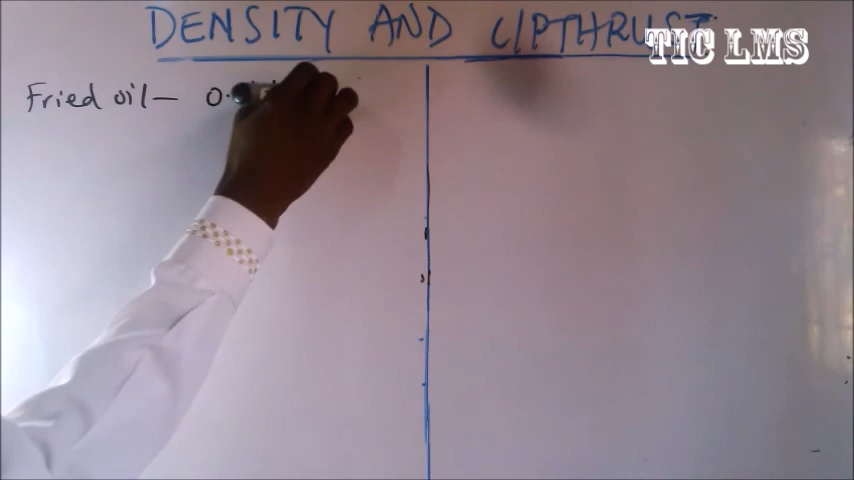 DENSITY AND UPTHRUST
TIC LMS
Fried oil — 0.